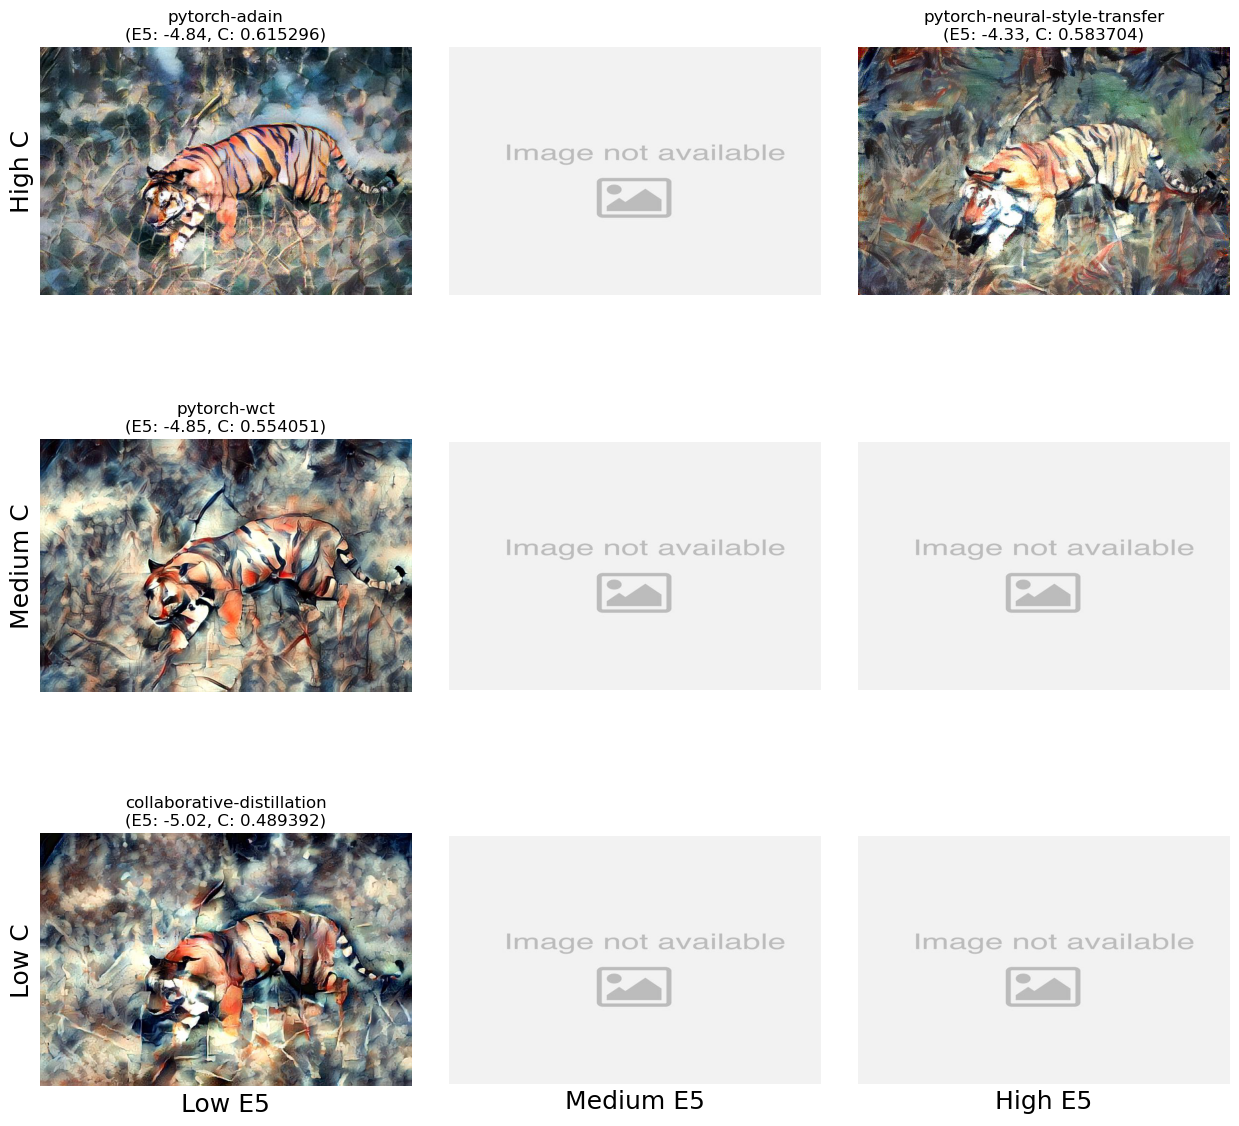 pytorch-adain
(E5: -4.84, C: 0.615296)
pytorch-neural-style-transfer
(E5: -4.33, C: 0.583704)
High C
Image not available
pytorch-wct
(E5: -4.85, C: 0.554051)
Medium C
Image not available
Image not available
collaborative-distillation
(E5: -5.02, C: 0.489392)
Low C
Image not available
Image not available
Low E5
Medium E5
High E5